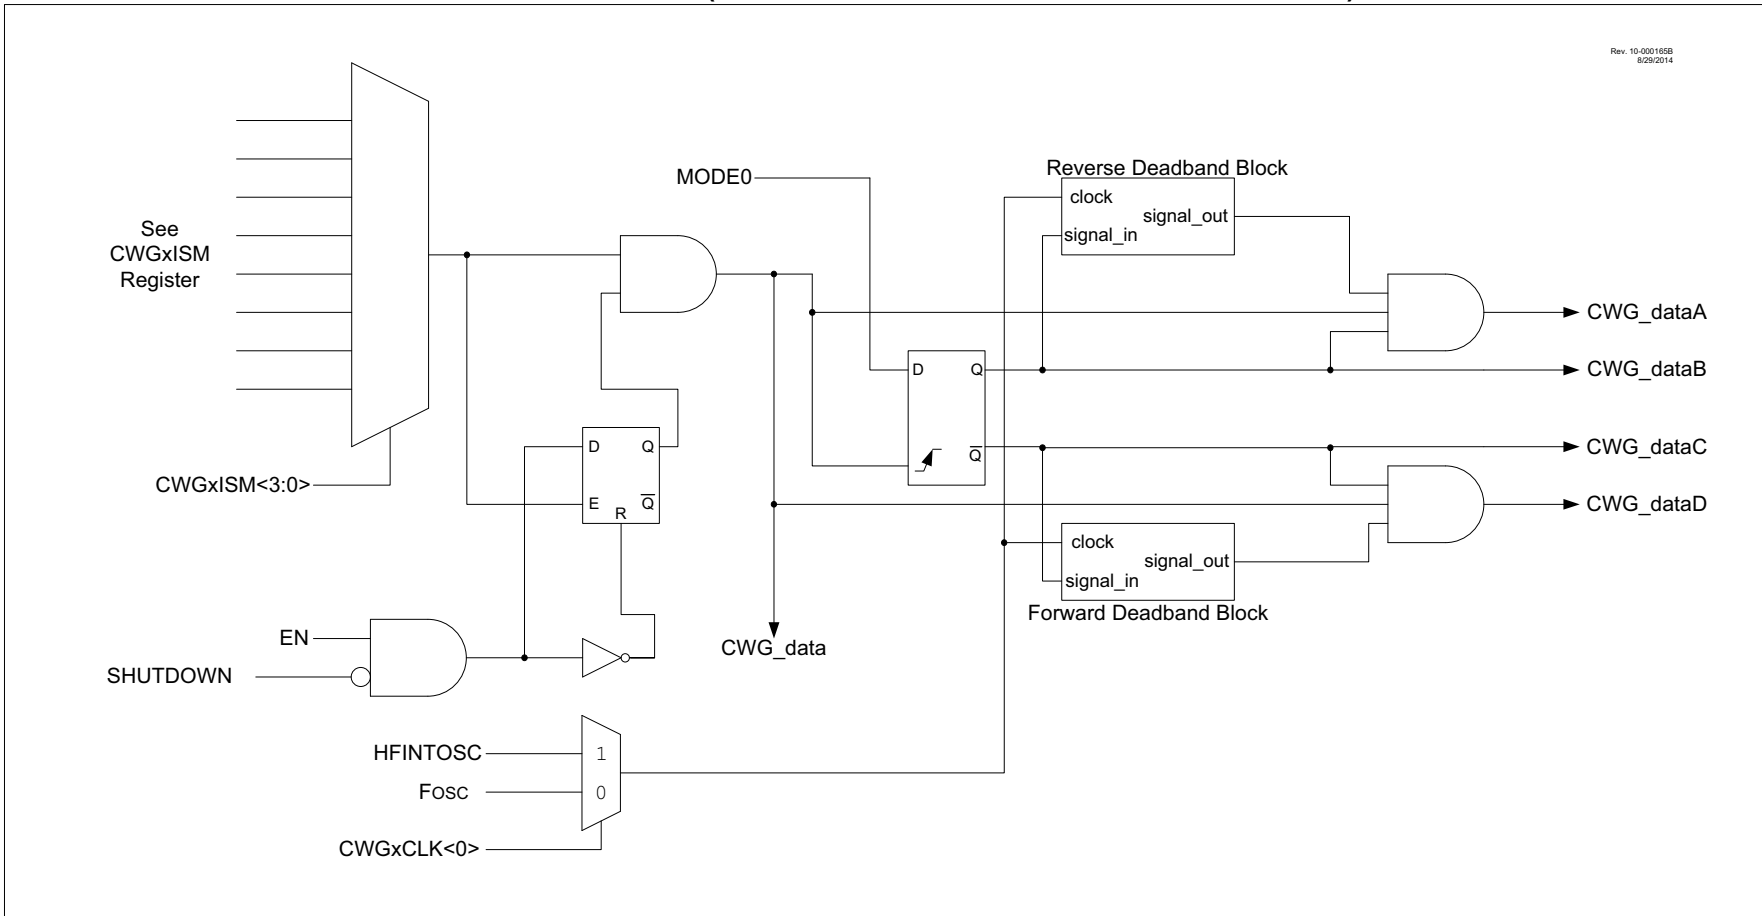 Rev. 10-000165B
8/29/2014
See
CWGxISM
Register
CWGxISM<3:0>
MODE0
Reverse Deadband Block
clock
signal_out
signal_in
D
Q
Q
D
Q
E
Q
R
CWG_dataA
CWG_dataB
CWG_dataC
CWG_dataD
clock
signal_out
signal_in
Forward Deadband Block
EN
SHUTDOWN
CWG_data
HFINTOSC
1
FOSC
0
CWGxCLK<0>